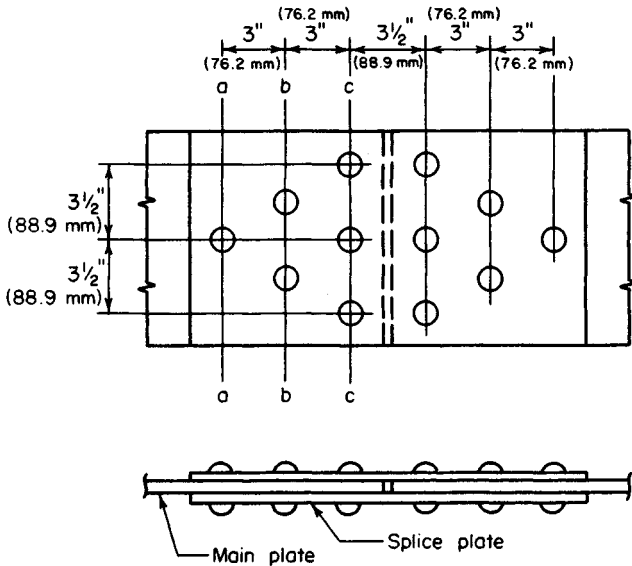 (76.2 mm) (76.2 mm)
3" 3" 3½" 3" 3"
(76.2 mm) (88.9 mm) (76.2 mm)
a b c
3½"
(88.9 mm)
3½"
(88.9 mm)
a b c
Main plate
Splice plate